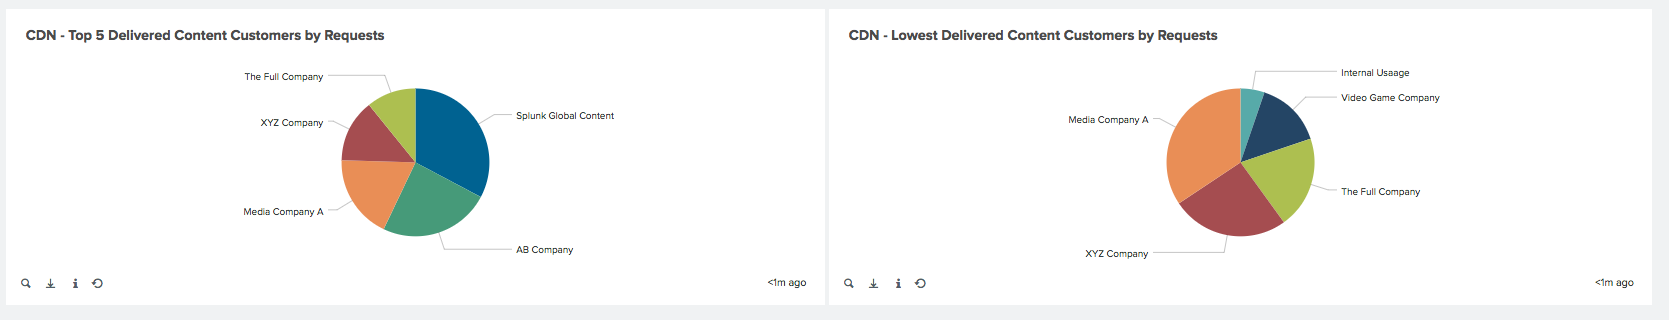 CDN - Top 5 Delivered Content Customers by Requests
The Full Company
XYZ Company
Splunk Global Content
Media Company A
AB Company
<1m ago
CDN - Lowest Delivered Content Customers by Requests
Internal Usaage
Video Game Company
Media Company A
The Full Company
XYZ Company
<1m ago